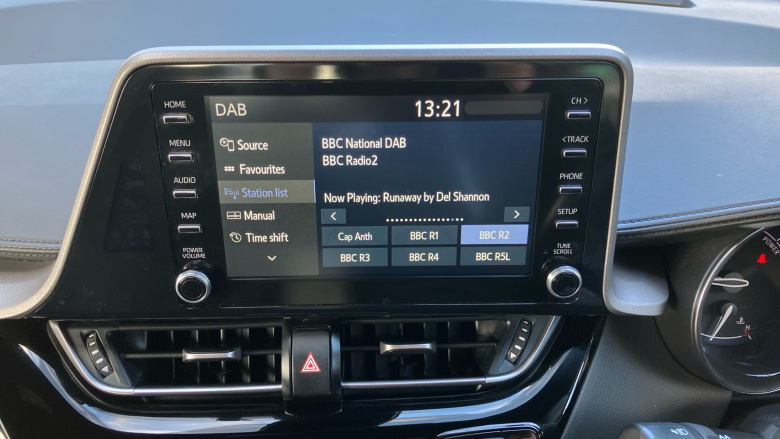 DAB 13:21
HOME
MENU
AUDIO
MAP
POWER
VOLUME
Source
Favourites
Station list
Manual
Time shift
BBC National DAB
BBC Radio2
Now Playing: Runaway by Del Shannon
< >
Cap Anth BBC R1 BBC R2
BBC R3 BBC R4 BBC R5L
CH >
< TRACK
PHONE
SETUP
TUNE
SCROLL
POWER
H